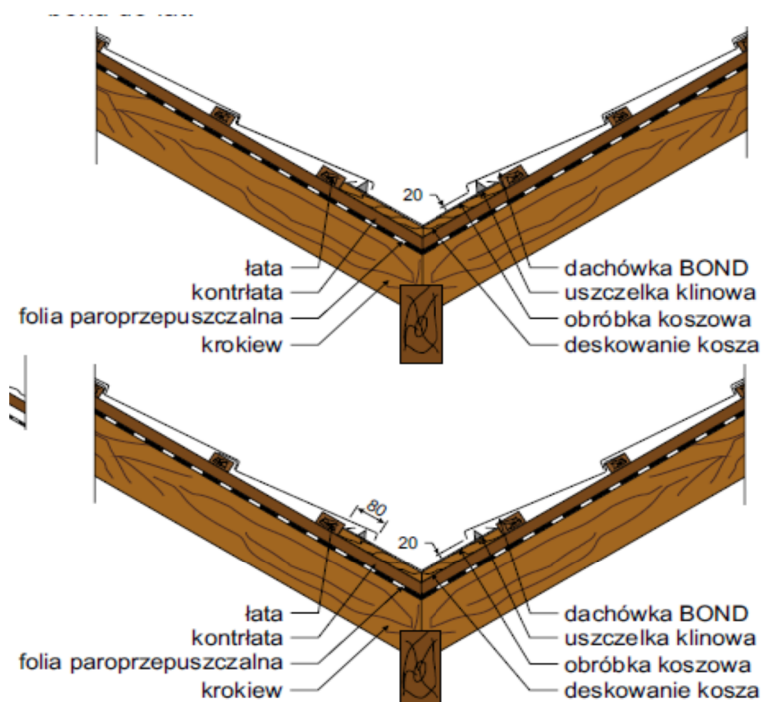 20
łata
kontrłata
folia paroprzepuszczalna
krokiew
dachówka BOND
uszczelka klinowa
obróbka koszowa
deskowanie kosza
80
20
łata
kontrłata
folia paroprzepuszczalna
krokiew
dachówka BOND
uszczelka klinowa
obróbka koszowa
deskowanie kosza